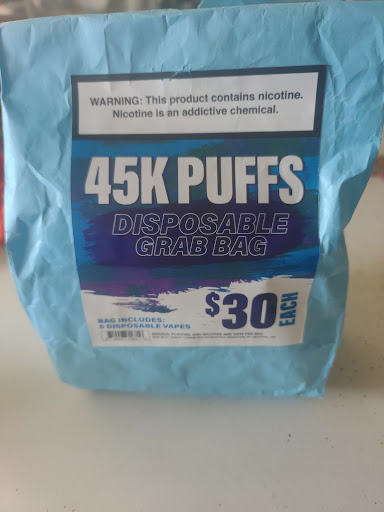 WARNING: This product contains nicotine.
Nicotine is an addictive chemical.
45K PUFFS
DISPOSABLE
GRAB BAG
$30 EACH
BAG INCLUDES:
6 DISPOSABLE VAPES